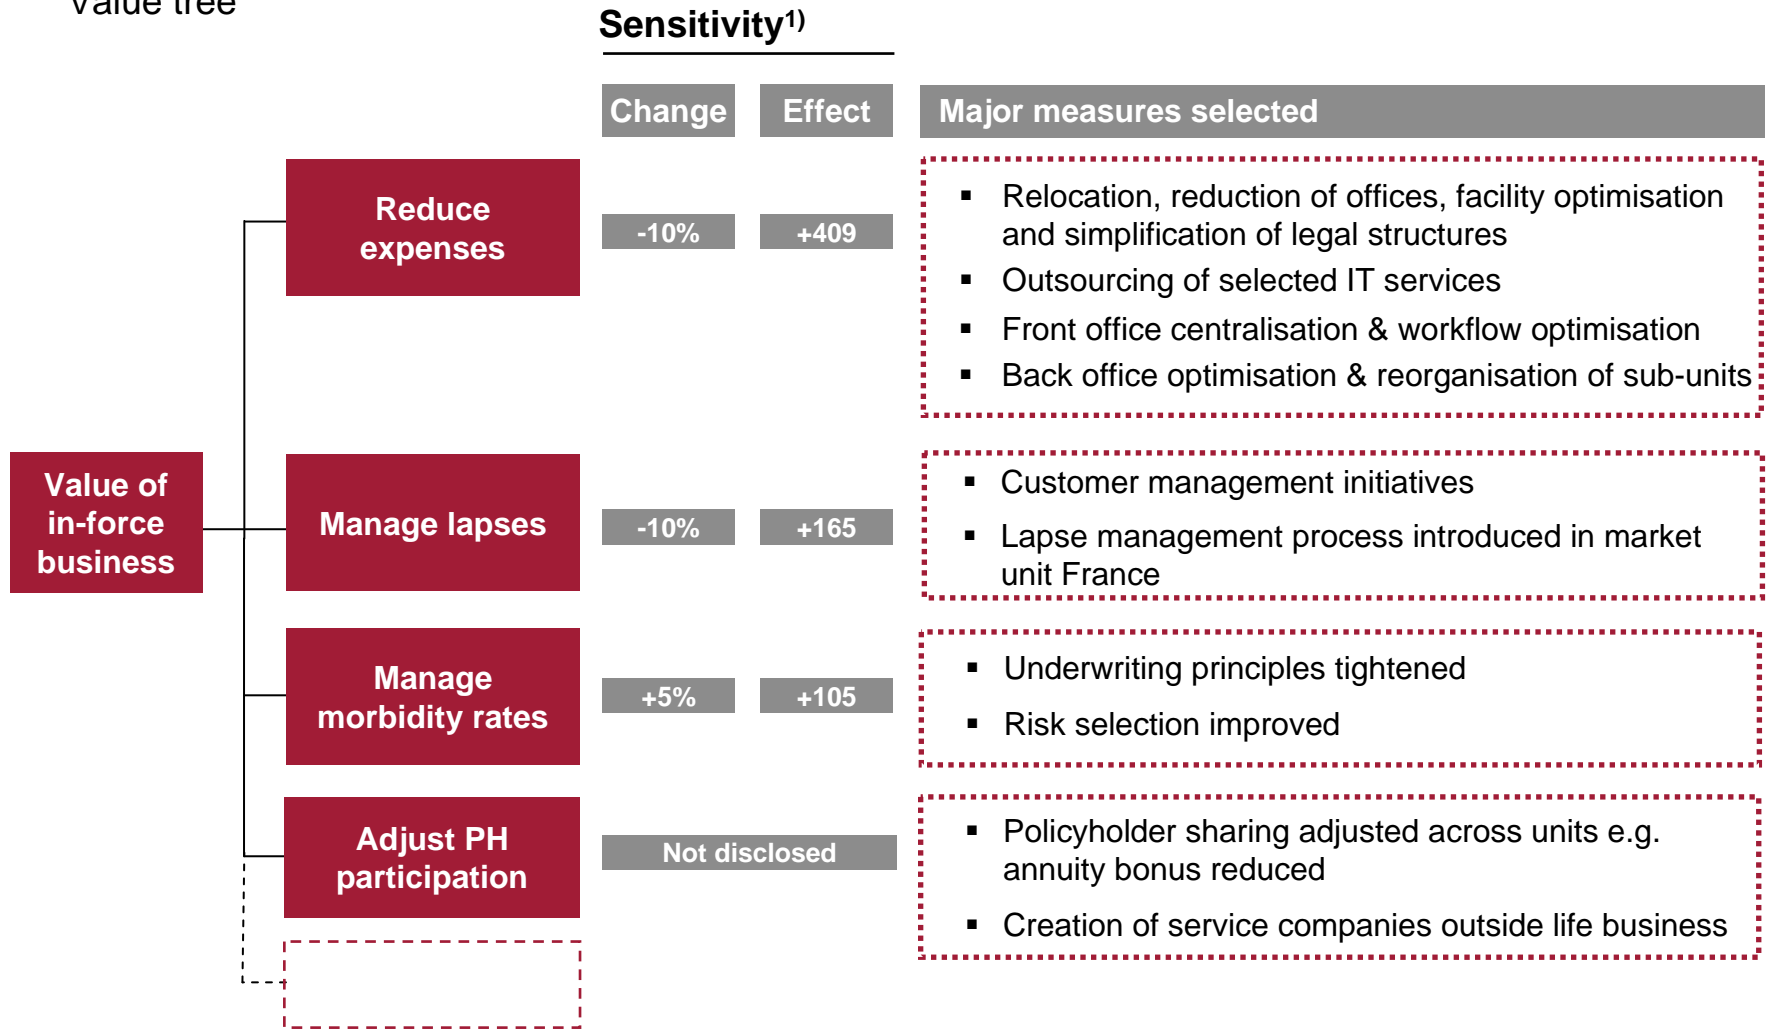 Value tree
Sensitivity1)
Change
Effect
Major measures selected
Reduce
expenses
-10%
+409
▪ Relocation, reduction of offices, facility optimisation
and simplification of legal structures
▪ Outsourcing of selected IT services
▪ Front office centralisation & workflow optimisation
▪ Back office optimisation & reorganisation of sub-units
Value of
in-force
business
Manage lapses
-10%
+165
▪ Customer management initiatives
▪ Lapse management process introduced in market
unit France
Manage
morbidity rates
+5%
+105
▪ Underwriting principles tightened
▪ Risk selection improved
Adjust PH
participation
Not disclosed
▪ Policyholder sharing adjusted across units e.g.
annuity bonus reduced
▪ Creation of service companies outside life business